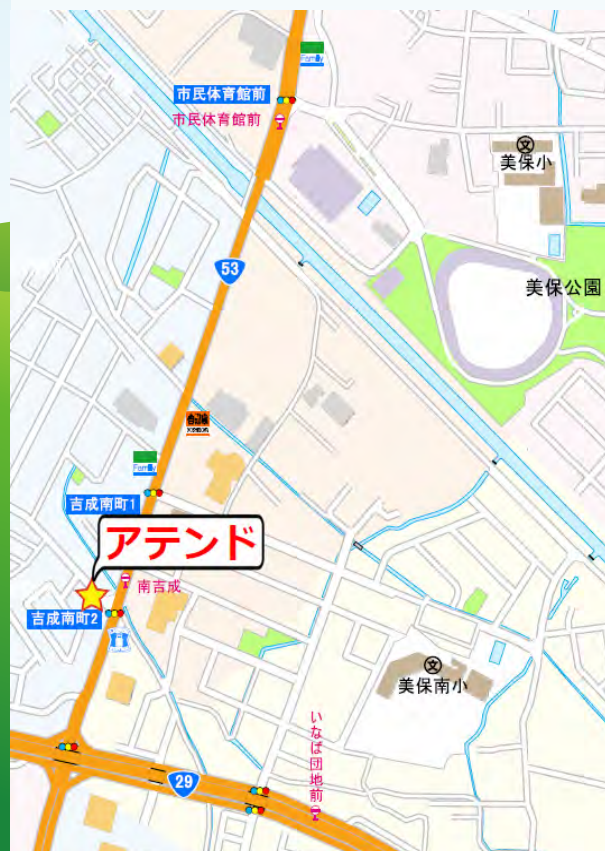 Family
市民体育館前
市民体育館前
美保小
美保公園
53
Family
吉成南町1
アテンド
南吉成
吉成南町2
美保南小
いなば団地前
29